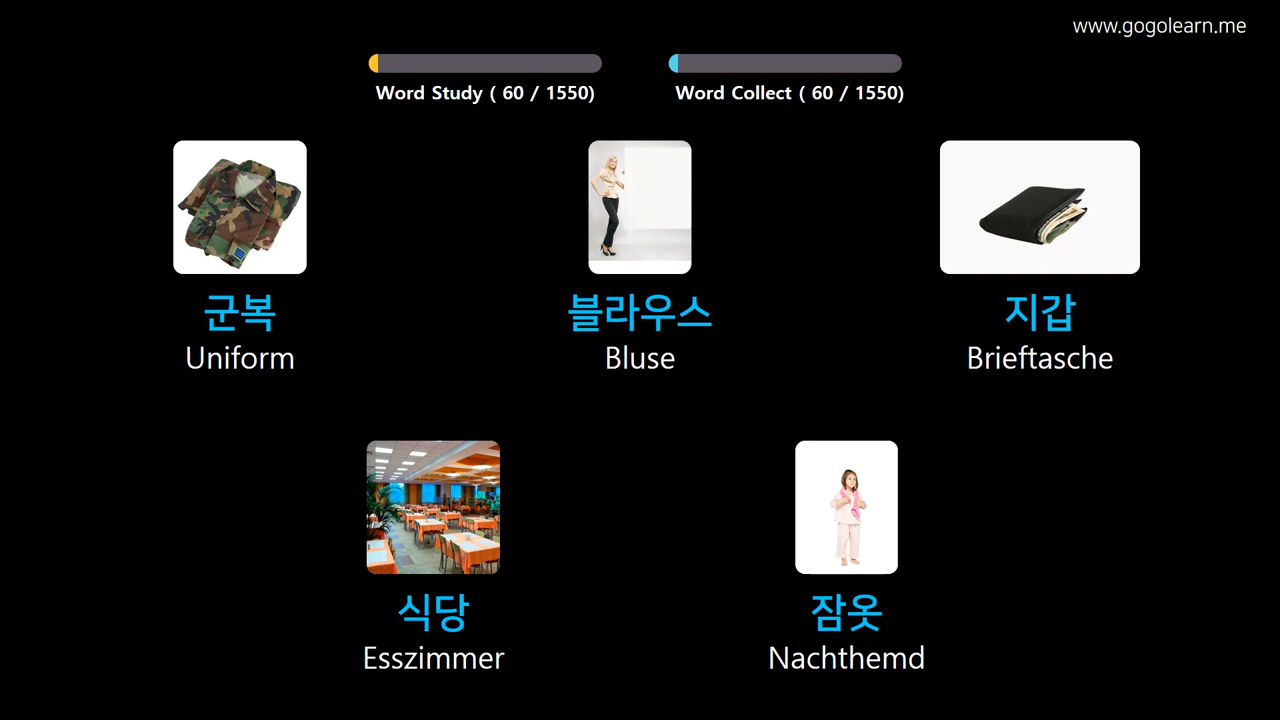 www.gogolearn.me
Word Study ( 60 / 1550)
Word Collect ( 60 / 1550)
군복
Uniform
블라우스
Bluse
지갑
Brieftasche
식당
Esszimmer
잠옷
Nachthemd